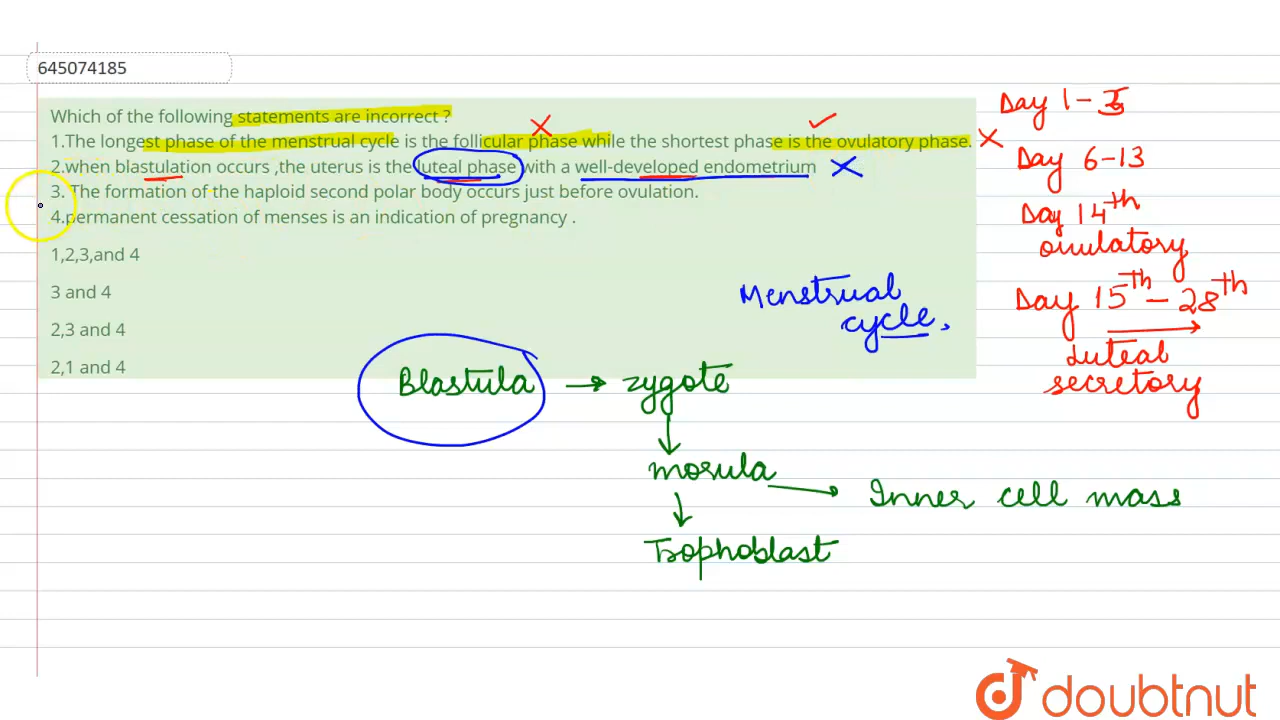 645074185
Which of the following statements are incorrect ?
1.The longest phase of the menstrual cycle is the follicular phase while the shortest phase is the ovulatory phase.
2.when blastulation occurs ,the uterus is the luteal phase with a well-developed endometrium
3. The formation of the haploid second polar body occurs just before ovulation.
4.permanent cessation of menses is an indication of pregnancy .
1,2,3,and 4
3 and 4
2,3 and 4
2,1 and 4
Day 1-5
Day 6-13
Day 14th
ovulatory
Day 15th - 28th
Luteal
secretory
Menstrual
cycle.
Blastula → zygote
morula → Inner cell mass
Trophoblast
doubtnut